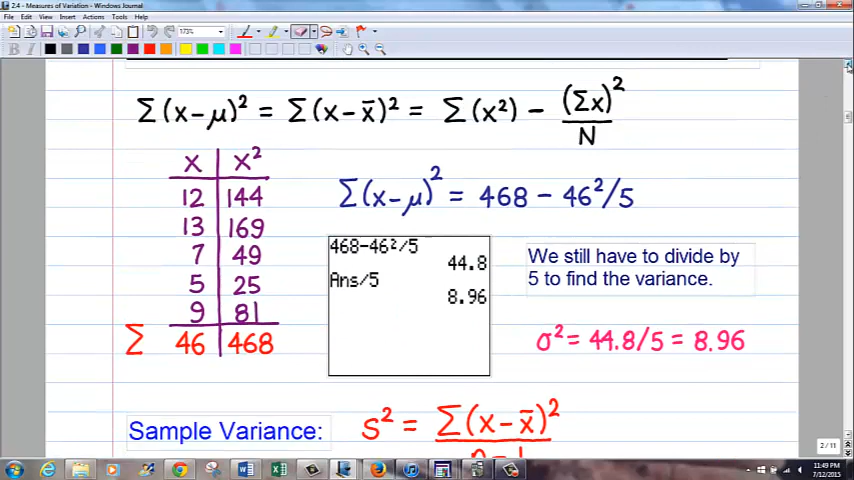 2.4 - Measures of Variation - Windows Journal
File Edit View Insert Actions Tools Help
173%
B I
Σ(x-μ)² = Σ(x-x̄)² = Σ(x²) - (Σx)²/N
x x²
12 144
13 169
7 49
5 25
9 81
Σ 46 468
Σ(x-μ)² = 468 - 46²/5
468-46²/5
44.8
Ans/5
8.96
We still have to divide by
5 to find the variance.
σ² = 44.8/5 = 8.96
Sample Variance:
s² = Σ(x-x̄)²
n-1
2 / 11
11:49 PM
7/12/2015